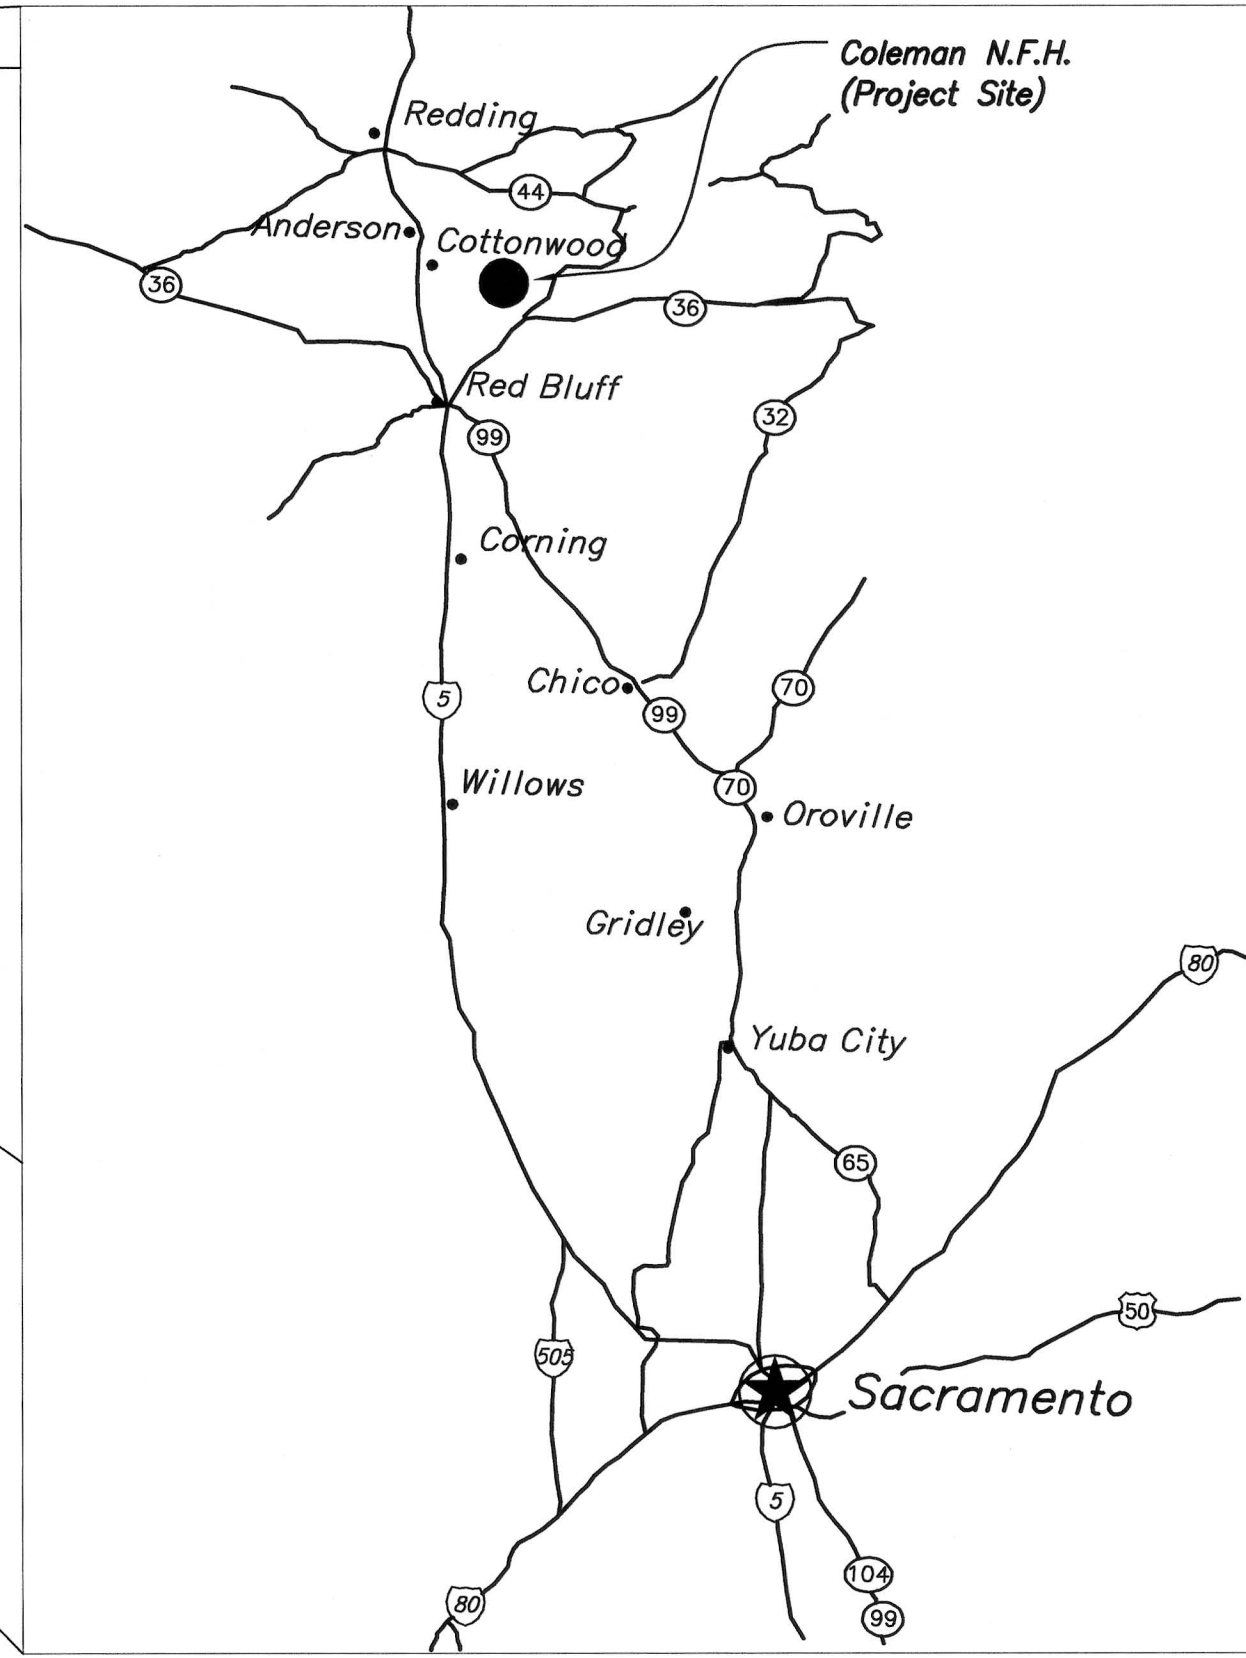 Coleman N.F.H.
(Project Site)
Redding
44
Anderson
Cottonwood
36
36
Red Bluff
32
99
Corning
Chico
70
5
99
Willows
70
Oroville
Gridley
80
Yuba City
65
50
505
Sacramento
5
104
80
99